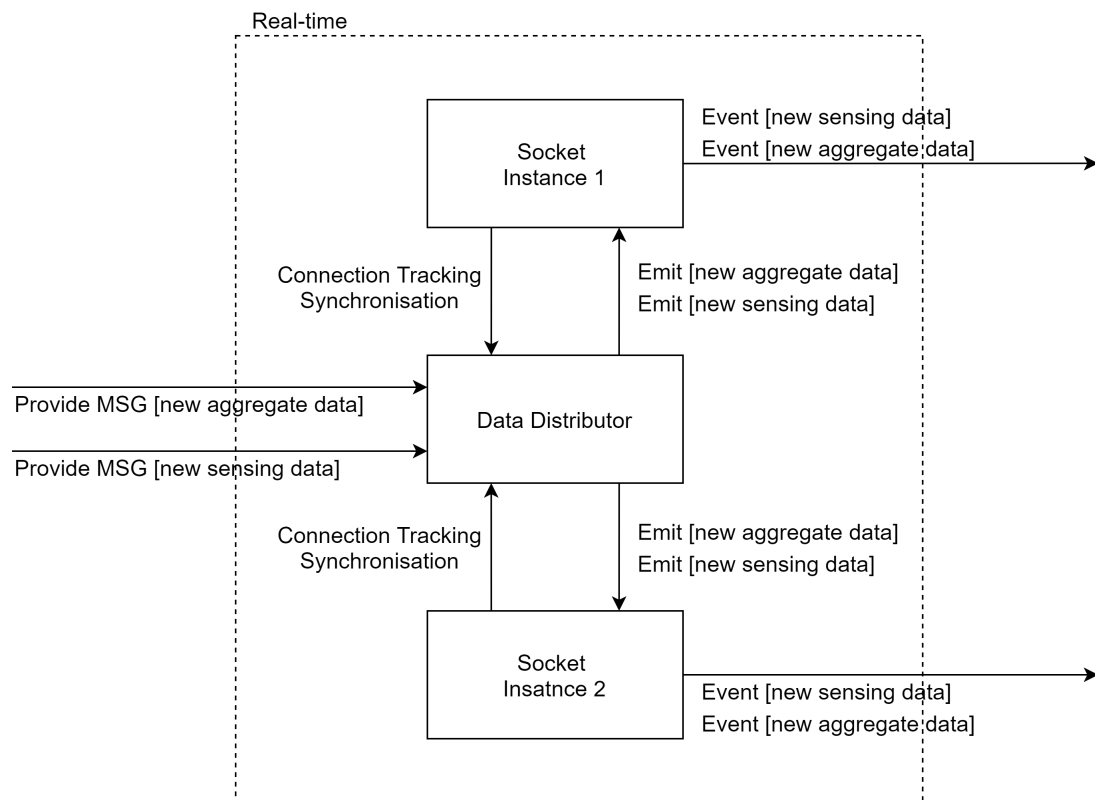 Real-time
Event [new sensing data]
Event [new aggregate data]
Socket
Instance 1
Connection Tracking
Synchronisation
Emit [new aggregate data]
Emit [new sensing data]
Provide MSG [new aggregate data]
Data Distributor
Provide MSG [new sensing data]
Connection Tracking
Synchronisation
Emit [new aggregate data]
Emit [new sensing data]
Socket
Insatnce 2
Event [new sensing data]
Event [new aggregate data]